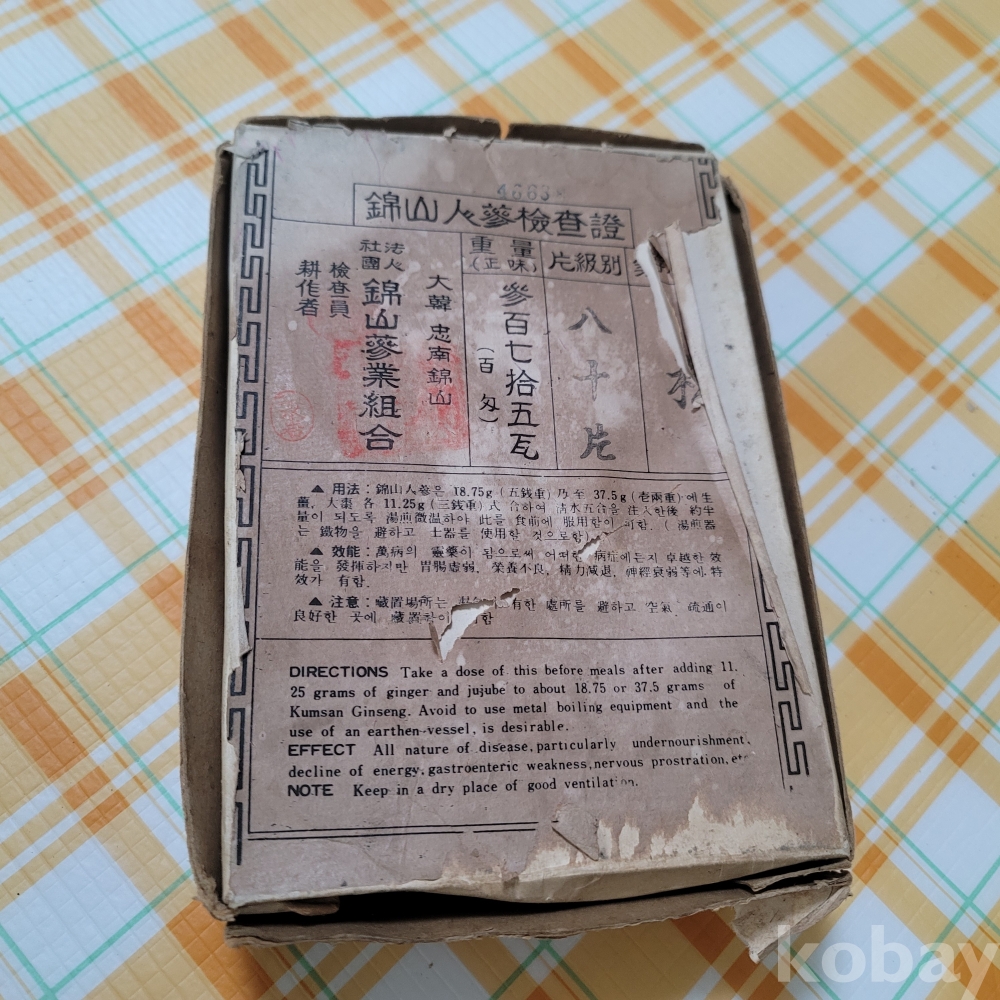 4663
錦山人蔘檢查證
片級別
八十片
重量
(正味)
參百七拾五瓦
(百匁)
大韓 忠南錦山
社團法人 錦山蔘業組合
檢查員
耕作者
▲ 用法 : 錦山人蔘은 18.75g (五銭重) 乃至 37.5g (壱兩重) 에 生
薑, 大棗 各 11.25g (三銭重) 式 合하여 淸水五合을 注入한後 約半
量이 되도록 湯煎微温하야 此를 食前에 服用함이 可함. ( 湯煎器
는 鐵物을 避하고 土器를 使用한 것으로함)
▲ 效能 : 萬病의 靈藥이 됨으로써 어떠한 病症에든지 卓越한 效
能을 發揮하지만 胃腸虛弱, 榮養不良, 精力減退, 神經衰弱等에 特
效가 有함.
▲ 注意 : 藏置場所는 有한 處所를 避하고 空氣 疏通이
良好한 곳에 藏置함이
DIRECTIONS Take a dose of this before meals after adding 11.
25 grams of ginger and jujube to about 18.75 or 37.5 grams of
Kumsan Ginseng. Avoid to use metal boiling equipment and the
use of an earthen-vessel, is desirable.
EFFECT All nature of disease, particularly undernourishment,
decline of energy, gastroenteric weakness, nervous prostration, etc
NOTE Keep in a dry place of good ventilation.
kobay